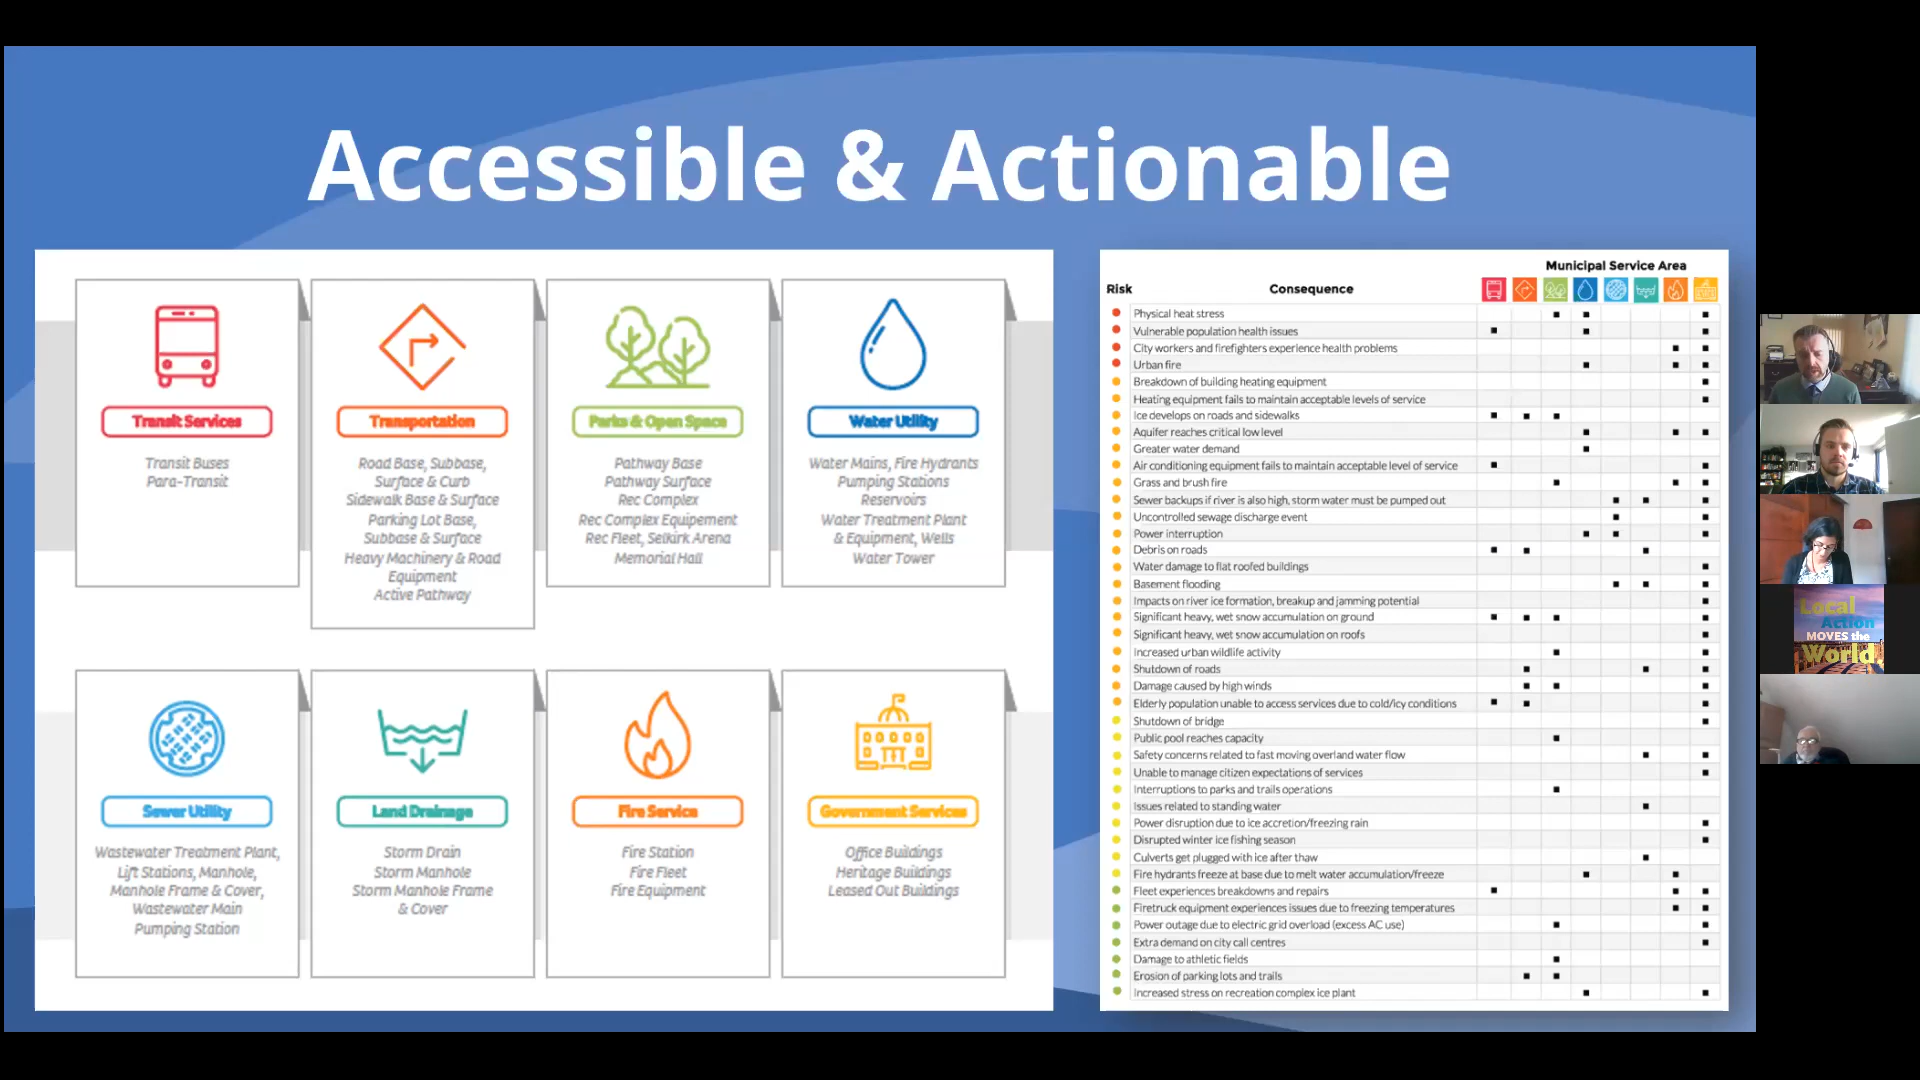 Accessible & Actionable
Transit Services
Transit Buses
Para-Transit
Transportation
Road Base, Subbase,
Surface & Curb
Sidewalk Base & Surface
Parking Lot Base,
Subbase & Surface
Heavy Machinery & Road
Equipment
Active Pathway
Parks & Open Space
Pathway Base
Pathway Surface
Rec Complex
Rec Complex Equipement
Rec Fleet, Selkirk Arena
Memorial Hall
Water Utility
Water Mains, Fire Hydrants
Pumping Stations
Reservoirs
Water Treatment Plant
& Equipment, Wells
Water Tower
Sewer Utility
Wastewater Treatment Plant,
Lift Stations, Manhole,
Manhole Frame & Cover,
Wastewater Main
Pumping Station
Land Drainage
Storm Drain
Storm Manhole
Storm Manhole Frame
& Cover
Fire Service
Fire Station
Fire Fleet
Fire Equipment
Government Services
Office Buildings
Heritage Buildings
Leased Out Buildings
Municipal Service Area
Risk Consequence
Physical heat stress
Vulnerable population health issues
City workers and firefighters experience health problems
Urban fire
Breakdown of building heating equipment
Heating equipment fails to maintain acceptable levels of service
Ice develops on roads and sidewalks
Aquifer reaches critical low level
Greater water demand
Air conditioning equipment fails to maintain acceptable level of service
Grass and brush fire
Sewer backups if river is also high, storm water must be pumped out
Uncontrolled sewage discharge event
Power interruption
Debris on roads
Water damage to flat roofed buildings
Basement flooding
Impacts on river ice formation, breakup and jamming potential
Significant heavy, wet snow accumulation on ground
Significant heavy, wet snow accumulation on roofs
Increased urban wildlife activity
Shutdown of roads
Damage caused by high winds
Elderly population unable to access services due to cold/icy conditions
Shutdown of bridge
Public pool reaches capacity
Safety concerns related to fast moving overland water flow
Unable to manage citizen expectations of services
Interruptions to parks and trails operations
Issues related to standing water
Power disruption due to ice accretion/freezing rain
Disrupted winter ice fishing season
Culverts get plugged with ice after thaw
Fire hydrants freeze at base due to melt water accumulation/freeze
Fleet experiences breakdowns and repairs
Firetruck equipment experiences issues due to freezing temperatures
Power outage due to electric grid overload (excess AC use)
Extra demand on city call centres
Damage to athletic fields
Erosion of parking lots and trails
Increased stress on recreation complex ice plant
Local
Action
MOVES the
World.